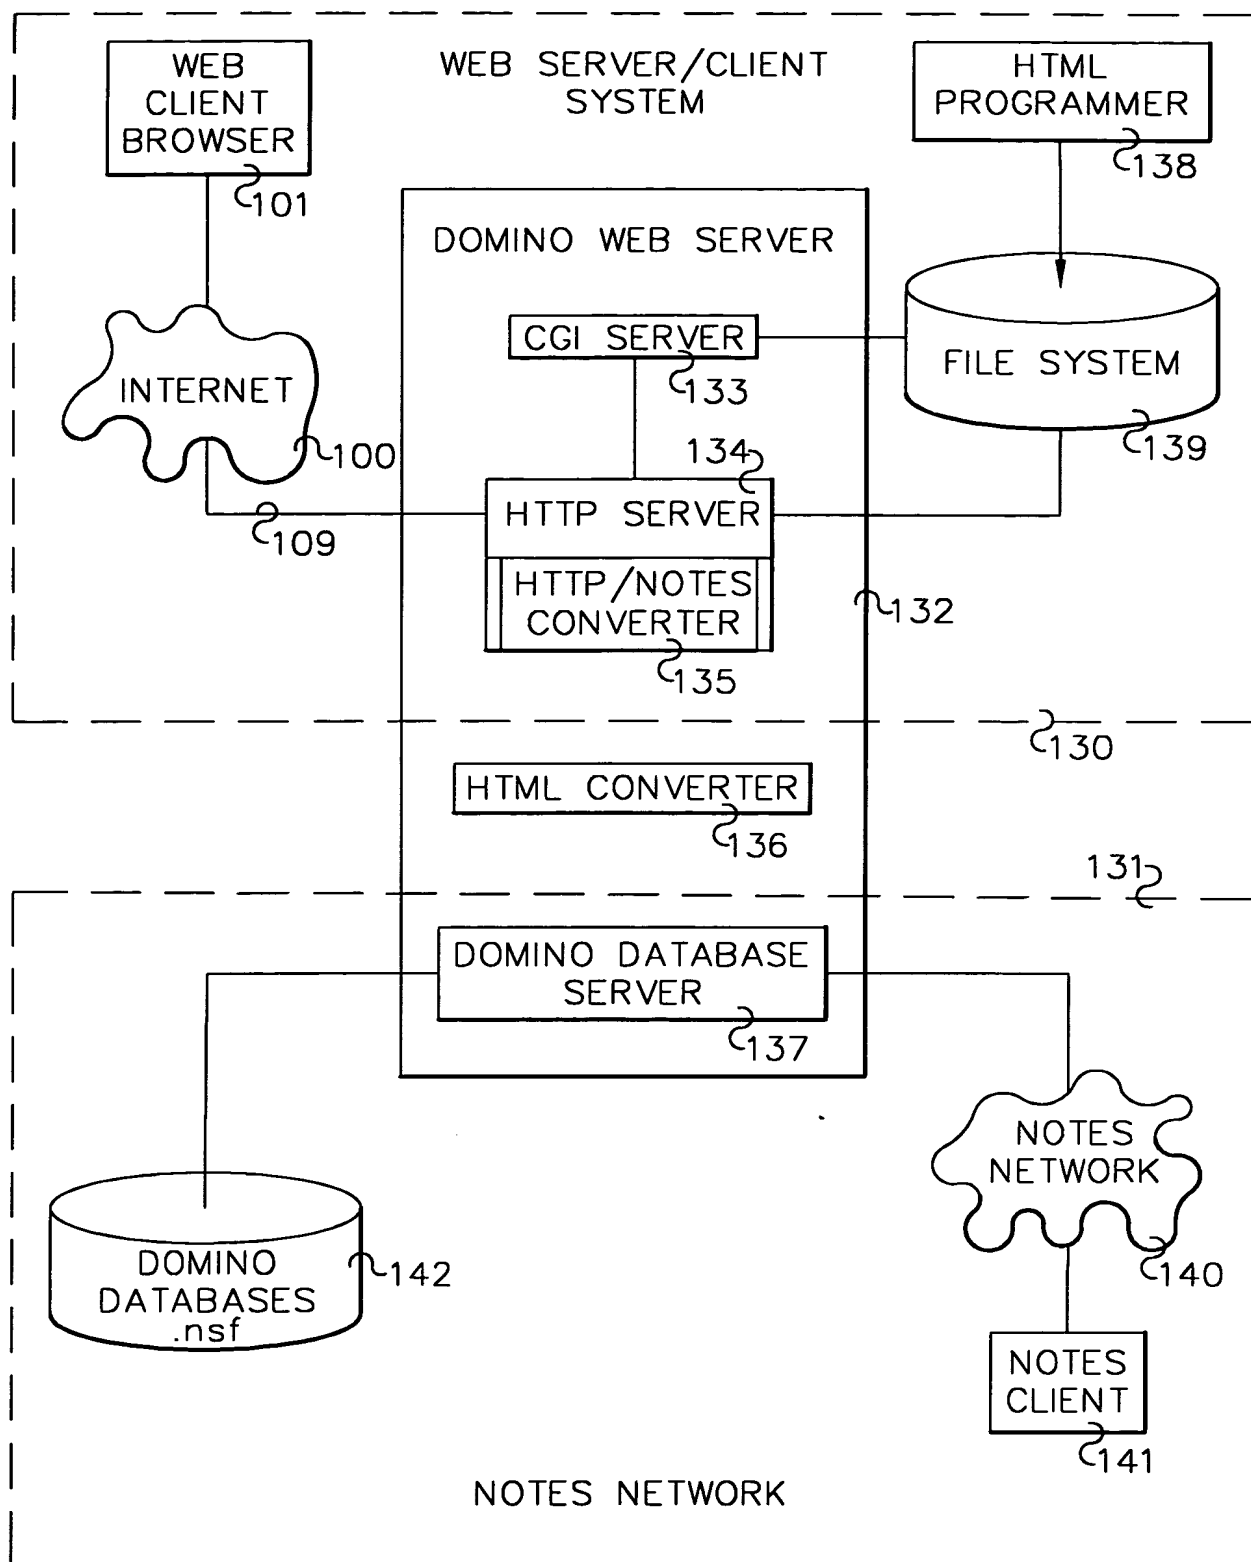 WEB
CLIENT
BROWSER
101
WEB SERVER/CLIENT
SYSTEM
HTML
PROGRAMMER
138
DOMINO WEB SERVER
INTERNET
100
CGI SERVER
133
FILE SYSTEM
139
134
HTTP SERVER
109
HTTP/NOTES
CONVERTER
135
132
130
HTML CONVERTER
136
131
DOMINO DATABASE
SERVER
137
NOTES
NETWORK
140
DOMINO
DATABASES
.nsf
142
NOTES
CLIENT
141
NOTES NETWORK